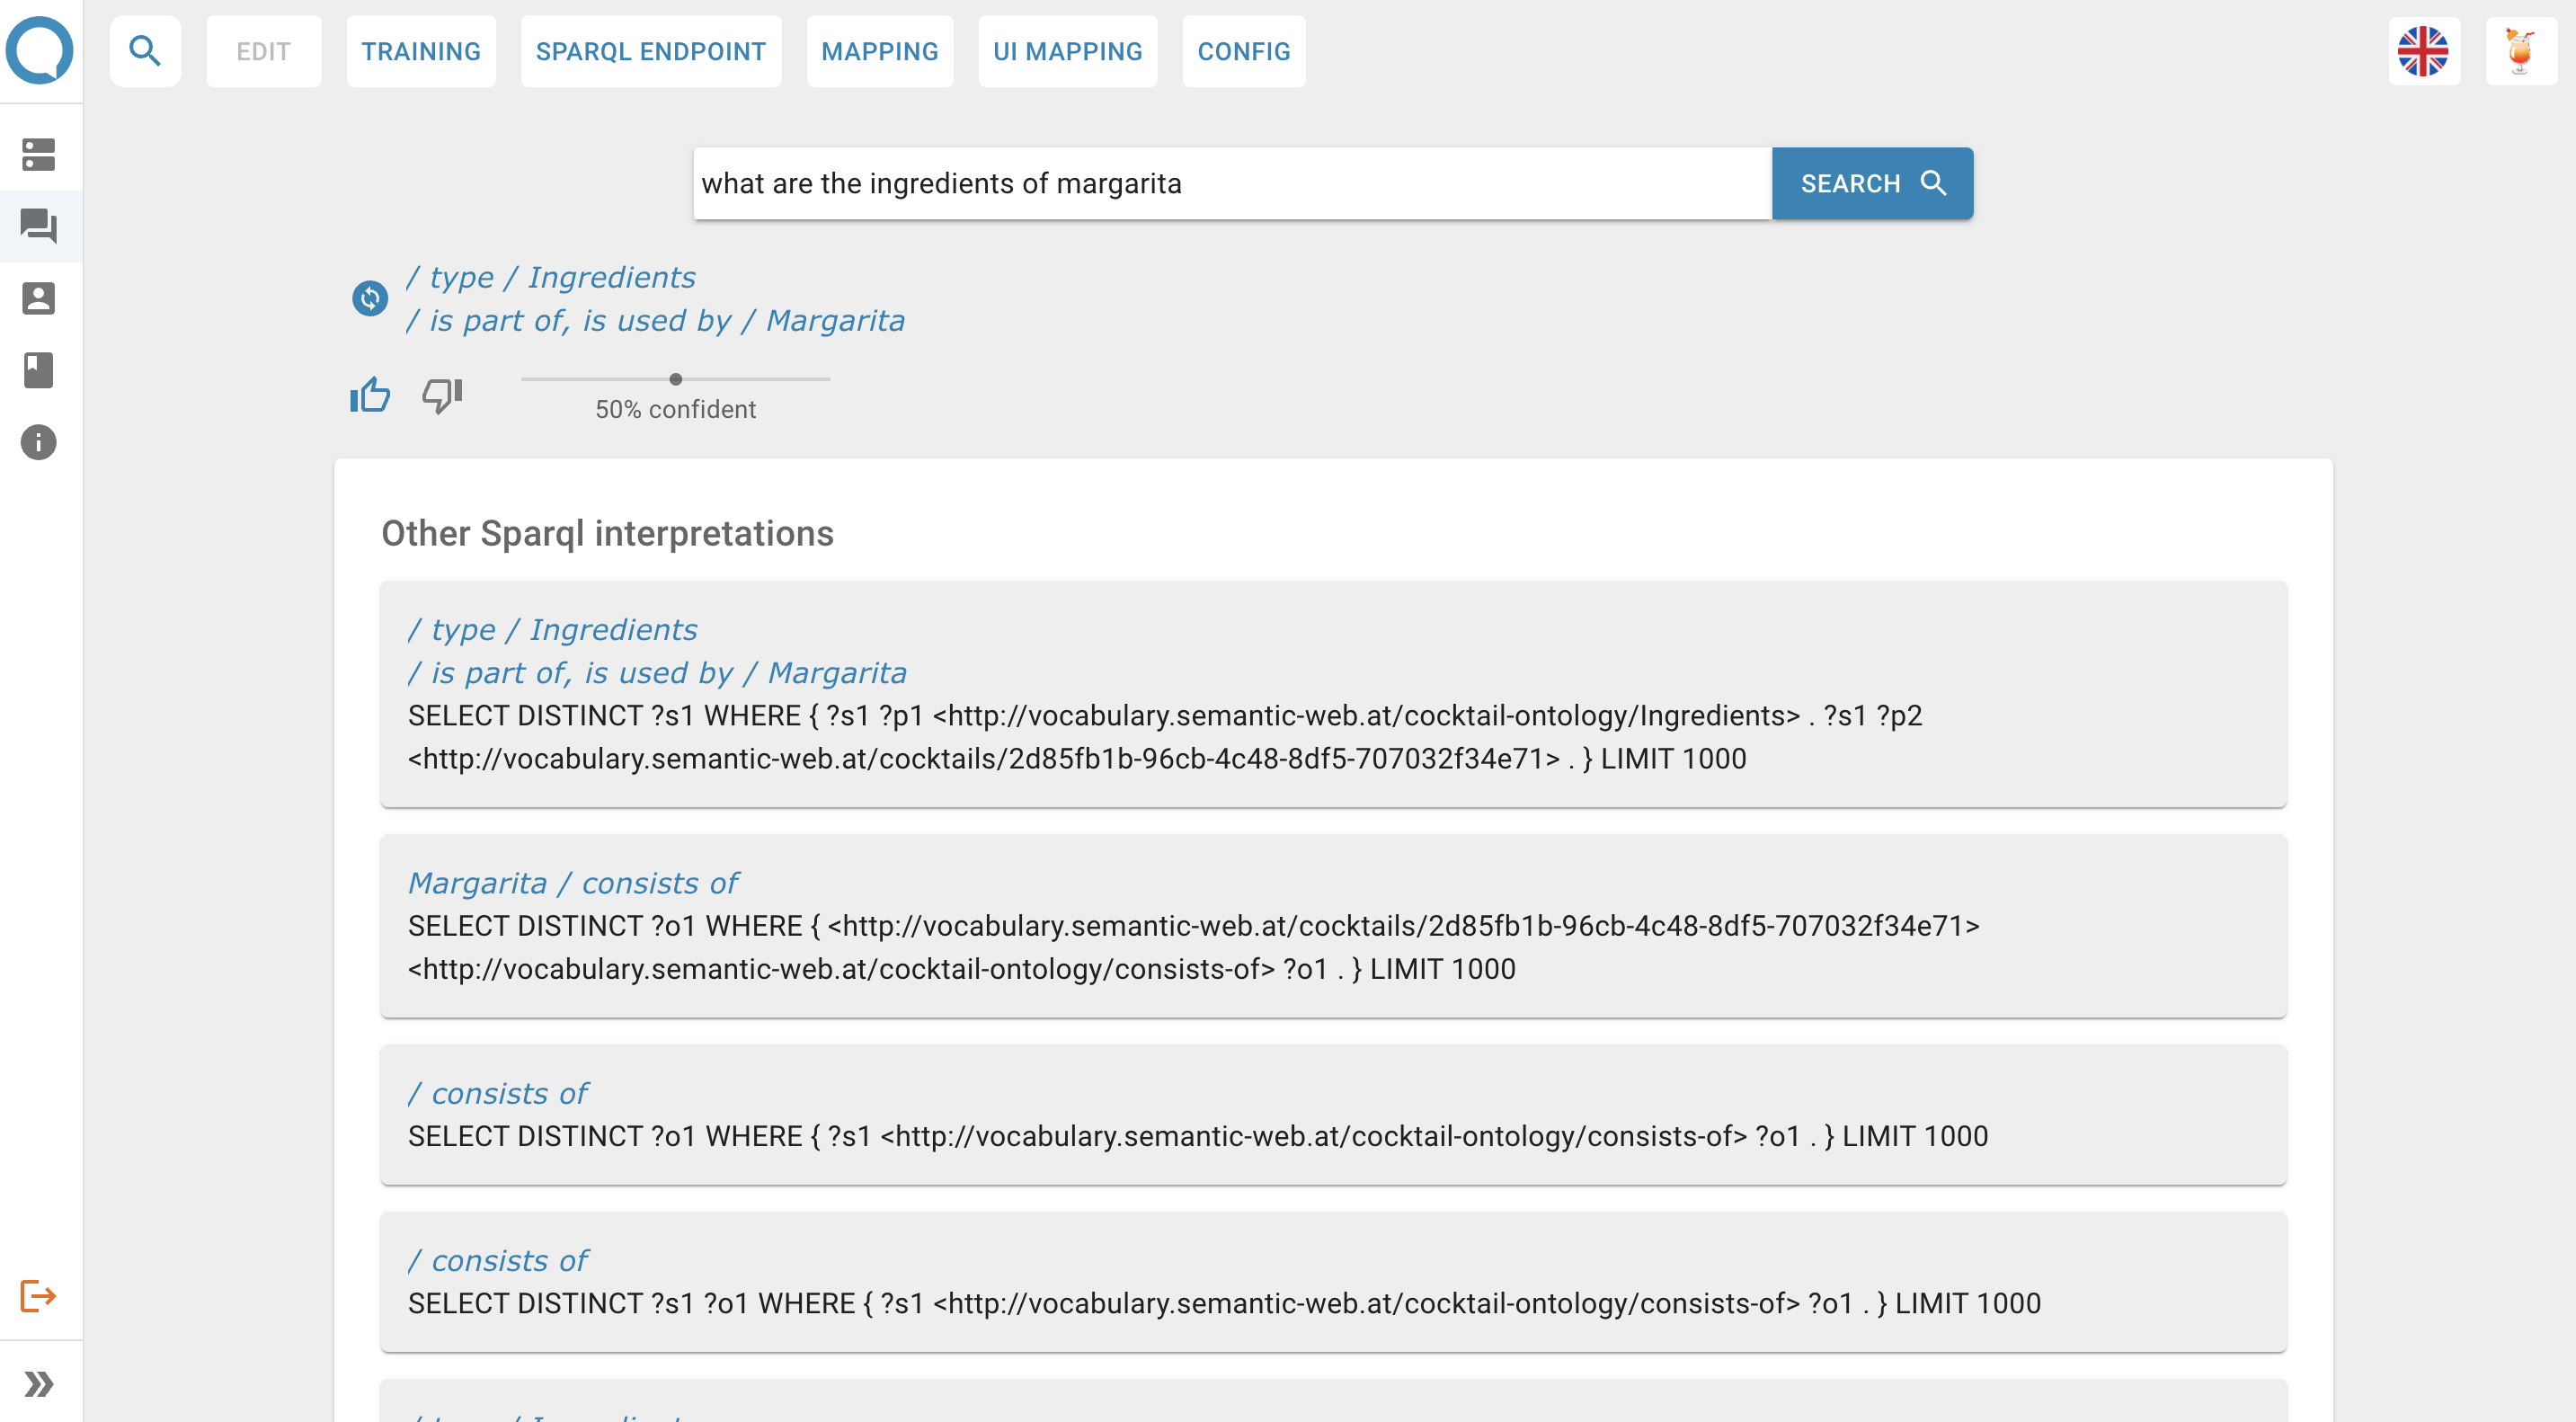 EDIT
TRAINING
SPARQL ENDPOINT
MAPPING
UI MAPPING
CONFIG
what are the ingredients of margarita
SEARCH
/ type / Ingredients
/ is part of, is used by / Margarita
50% confident
Other Sparql interpretations
/ type / Ingredients
/ is part of, is used by / Margarita
SELECT DISTINCT ?s1 WHERE { ?s1 ?p1 <http://vocabulary.semantic-web.at/cocktail-ontology/Ingredients> . ?s1 ?p2
<http://vocabulary.semantic-web.at/cocktails/2d85fb1b-96cb-4c48-8df5-707032f34e71> . } LIMIT 1000
Margarita / consists of
SELECT DISTINCT ?o1 WHERE { <http://vocabulary.semantic-web.at/cocktails/2d85fb1b-96cb-4c48-8df5-707032f34e71>
<http://vocabulary.semantic-web.at/cocktail-ontology/consists-of> ?o1 . } LIMIT 1000
/ consists of
SELECT DISTINCT ?o1 WHERE { ?s1 <http://vocabulary.semantic-web.at/cocktail-ontology/consists-of> ?o1 . } LIMIT 1000
/ consists of
SELECT DISTINCT ?s1 ?o1 WHERE { ?s1 <http://vocabulary.semantic-web.at/cocktail-ontology/consists-of> ?o1 . } LIMIT 1000